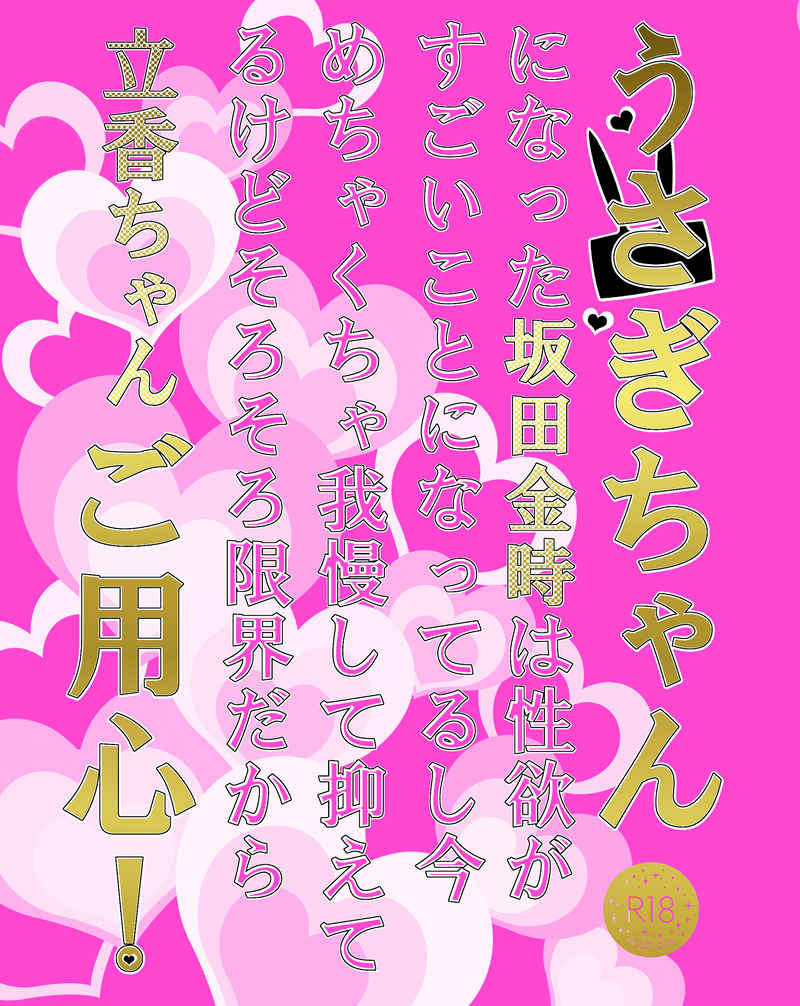 うさぎちゃん
になった坂田金時は性欲が
すごいことになってるし今
めちゃくちゃ我慢して抑えて
るけどそろそろ限界だから
立香ちゃんご用心！
R18